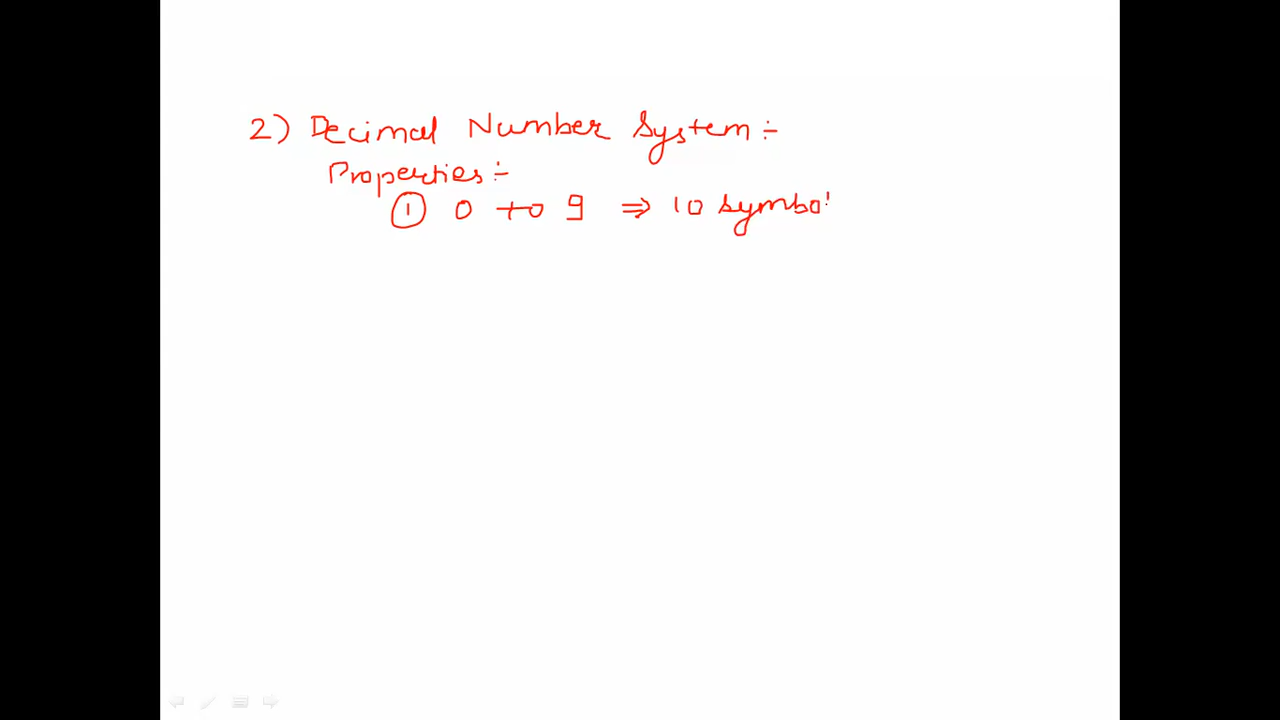 2) Decimal Number System :-
Properties :-
① 0 to 9 ⇒ 10 symbo